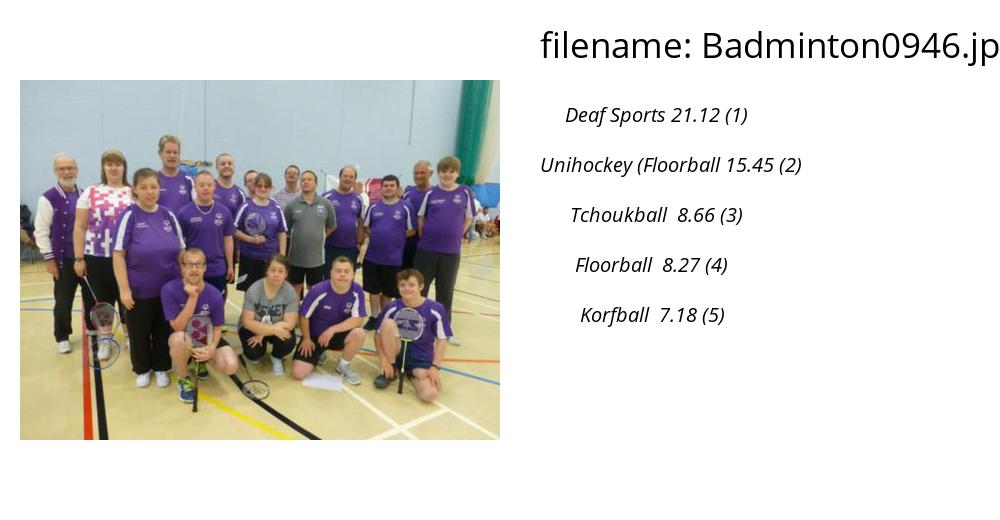 filename: Badminton0946.jp
Deaf Sports 21.12 (1)
Unihockey (Floorball 15.45 (2)
Tchoukball 8.66 (3)
Floorball 8.27 (4)
Korfball 7.18 (5)